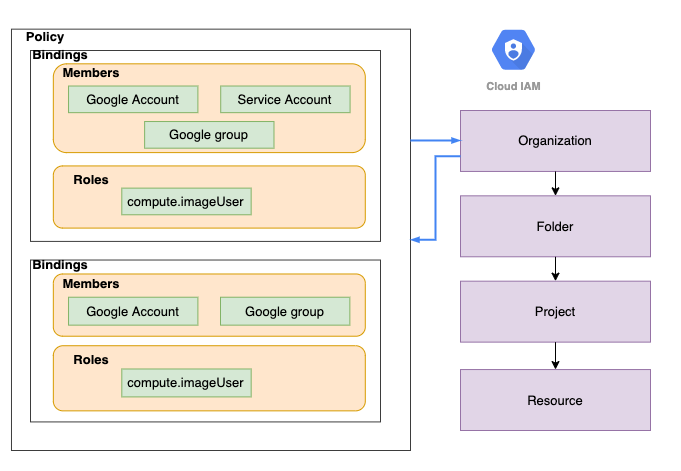 Policy
Bindings
Members
Google Account
Service Account
Google group
Roles
compute.imageUser
Bindings
Members
Google Account
Google group
Roles
compute.imageUser
Cloud IAM
Organization
Folder
Project
Resource